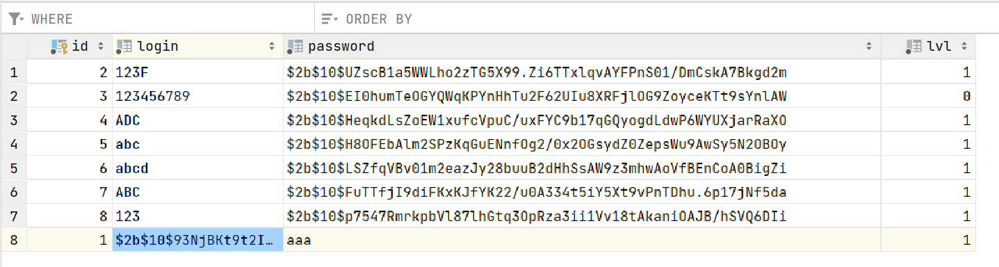 WHERE ORDER BY
id login password lvl
1 2 123F $2b$10$UZscB1a5WWLho2zTG5X99.Zi6TTxlqvAYFPnS01/DmCskA7Bkgd2m 1
2 3 123456789 $2b$10$EI0humTeOGYQWqKPYnHhTu2F62UIu8XRFjlOG9ZoyceKTt9sYnlAW 0
3 4 ADC $2b$10$HeqkdLsZoEW1xufcVpuC/uxFYC9b17qGQyogdLdwP6WYUXjarRaXO 1
4 5 abc $2b$10$H8OFEbAlm2SPzKqGuENnfOg2/0x2OGsydZ0ZepsWu9AwSy5N2OBOy 1
5 6 abcd $2b$10$LSZfqVBv01m2eazJy28buuB2dHhSsAW9z3mhwAoVfBEnCoA0BigZi 1
6 7 ABC $2b$10$FuTTfjI9diFKxKJfYK22/u0A334t5iY5Xt9vPnTDhu.6p17jNf5da 1
7 8 123 $2b$10$p7547RmrkpbVl87lhGtq3OpRza3ii1Vv18tAkaniOAJB/hSVQ6DIi 1
8 1 $2b$10$93NjBKt9t2I… aaa 1